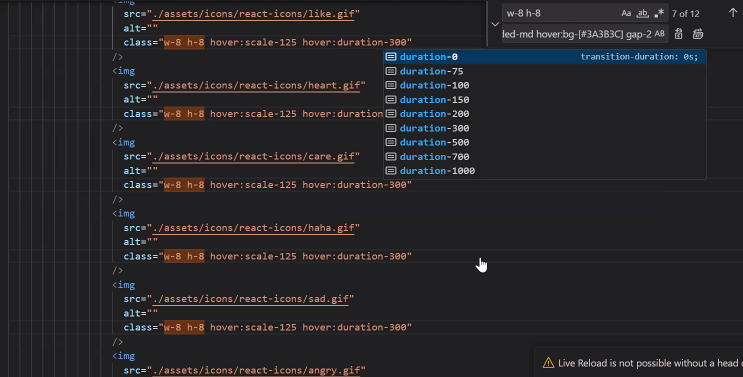 <img
src="./assets/icons/react-icons/like.gif"
alt=""
class="w-8 h-8 hover:scale-125 hover:duration-300"
/>
<img
src="./assets/icons/react-icons/heart.gif"
alt=""
class="w-8 h-8 hover:scale-125 hover:duration
/>
<img
src="./assets/icons/react-icons/care.gif"
alt=""
class="w-8 h-8 hover:scale-125 hover:duration-300"
/>
<img
src="./assets/icons/react-icons/haha.gif"
alt=""
class="w-8 h-8 hover:scale-125 hover:duration-300"
/>
<img
src="./assets/icons/react-icons/sad.gif"
alt=""
class="w-8 h-8 hover:scale-125 hover:duration-300"
/>
<img
src="./assets/icons/react-icons/angry.gif"
w-8 h-8 Aa ab .* 7 of 12
ded-md hover:bg-[#3A3B3C] gap-2 AB
duration-0 transition-duration: 0s;
duration-75
duration-100
duration-150
duration-200
duration-300
duration-500
duration-700
duration-1000
Live Reload is not possible without a head o